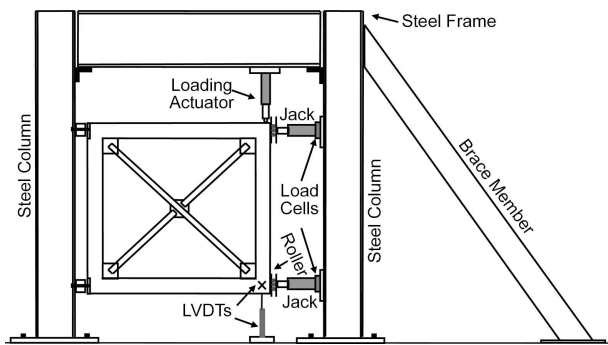 Steel Frame
Loading
Actuator
Jack
Steel Column
Load
Cells
Steel Column
Brace Member
Roller
LVDTs
Jack